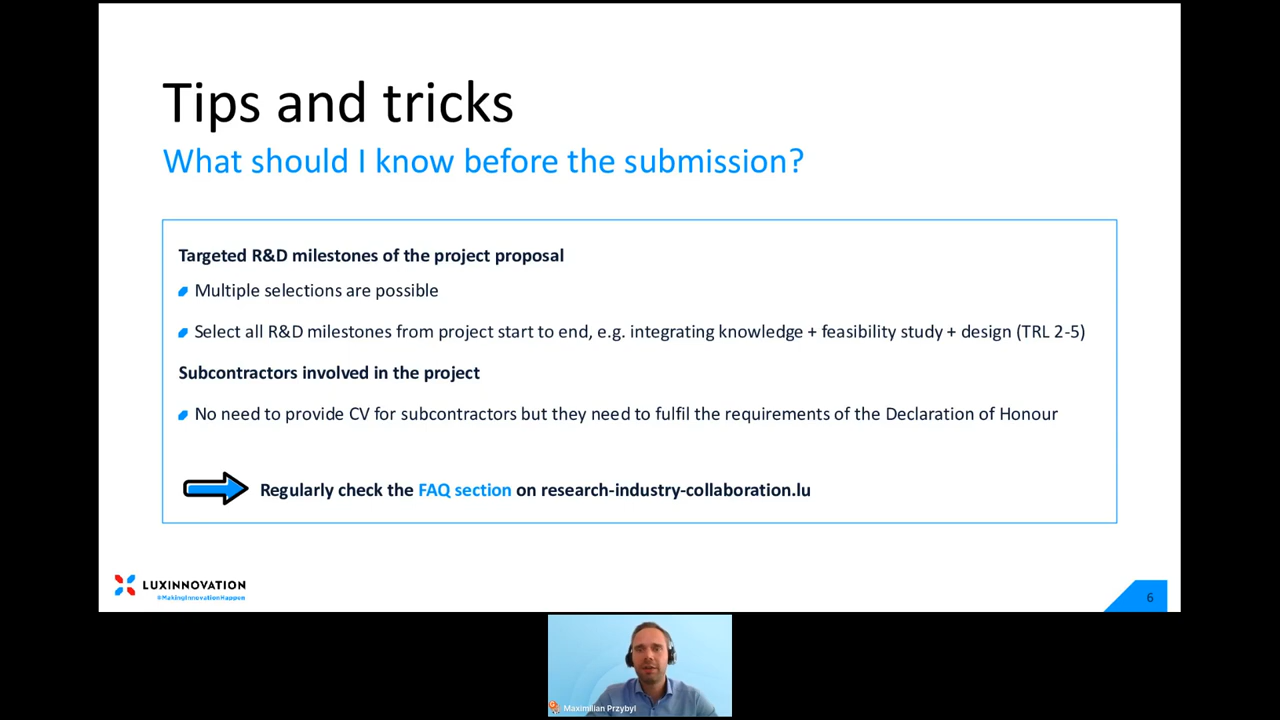 Tips and tricks
What should I know before the submission?
Targeted R&D milestones of the project proposal
Multiple selections are possible
Select all R&D milestones from project start to end, e.g. integrating knowledge + feasibility study + design (TRL 2-5)
Subcontractors involved in the project
No need to provide CV for subcontractors but they need to fulfil the requirements of the Declaration of Honour
Regularly check the FAQ section on research-industry-collaboration.lu
LUXINNOVATION
#MakingInnovationHappen
6
Maximilian Przybyl